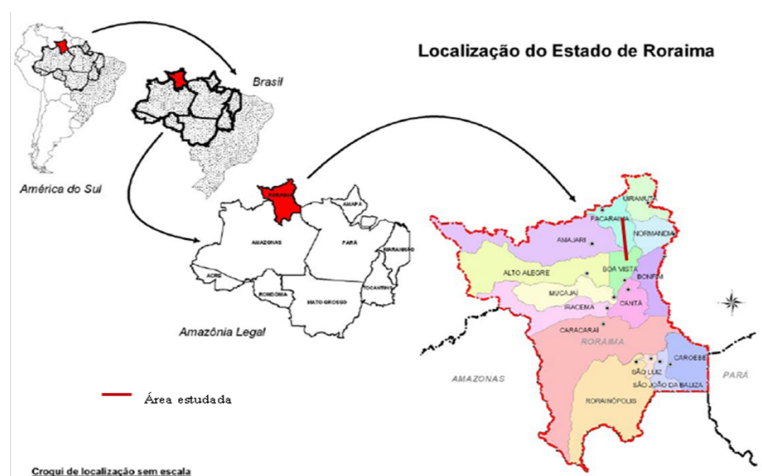 Localização do Estado de Roraima
Brasil
América do Sul
RORAIMA
AMAPÁ
AMAZONAS
PARÁ
MARANHÃO
ACRE
RONDÔNIA
TOCANTINS
MATO GROSSO
Amazônia Legal
UIRAMUTÃ
PACARAIMA
NORMANDIA
AMAJARI
BOA VISTA
ALTO ALEGRE
BONFIM
MUCAJAÍ
CANTÁ
IRACEMA
CARACARAÍ
RORAIMA
CAROEBE
SÃO LUIZ
AMAZONAS
PARÁ
SÃO JOÃO DA BALIZA
RORAINÓPOLIS
Área estudada
Croqui de localização sem escala